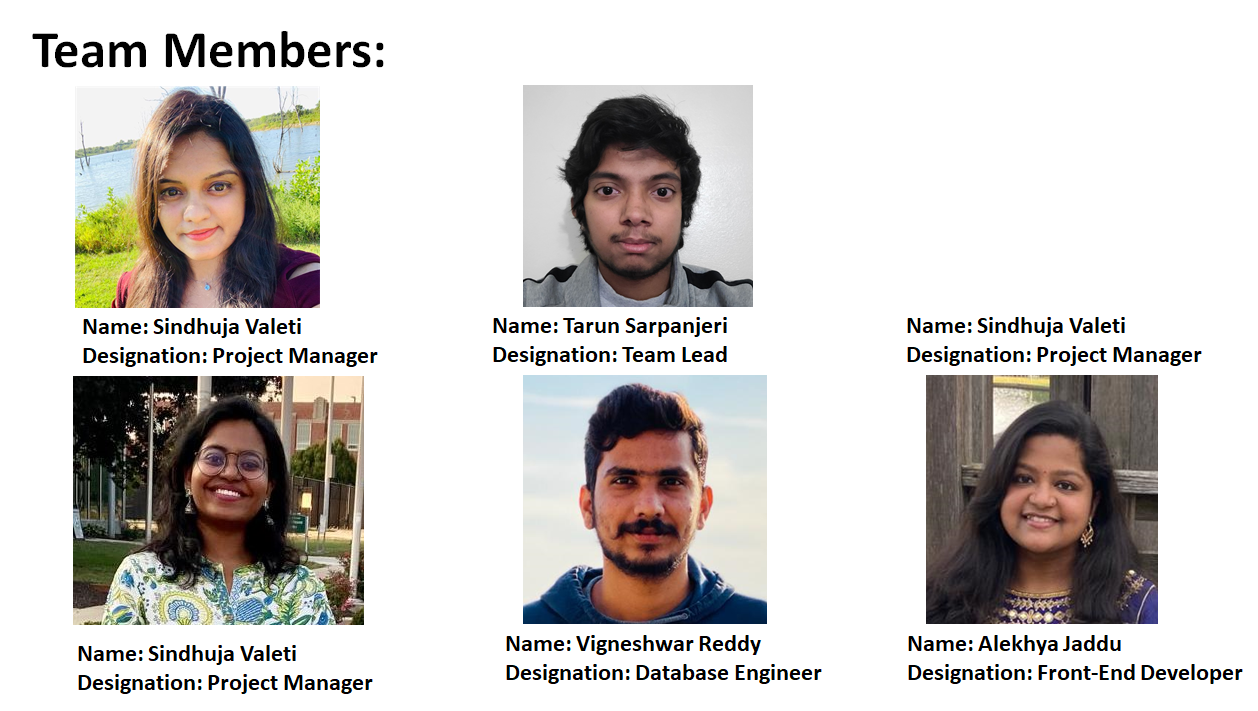 Team Members:
Name: Sindhuja Valeti
Designation: Project Manager
Name: Tarun Sarpanjeri
Designation: Team Lead
Name: Sindhuja Valeti
Designation: Project Manager
Name: Sindhuja Valeti
Designation: Project Manager
Name: Vigneshwar Reddy
Designation: Database Engineer
Name: Alekhya Jaddu
Designation: Front-End Developer